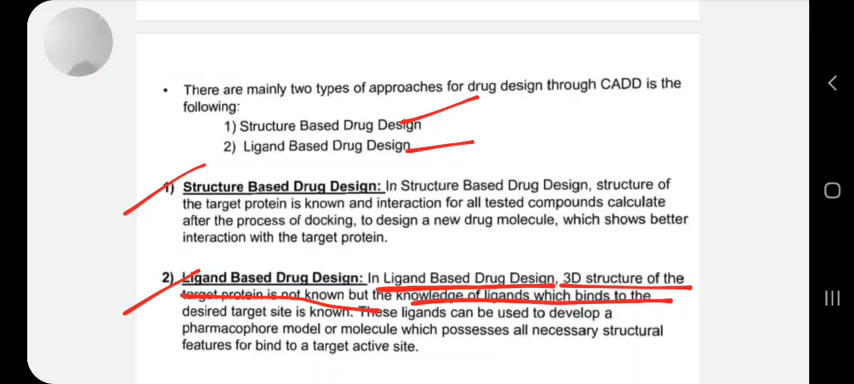 • There are mainly two types of approaches for drug design through CADD is the
following:
1) Structure Based Drug Design
2) Ligand Based Drug Design
1) Structure Based Drug Design: In Structure Based Drug Design, structure of
the target protein is known and interaction for all tested compounds calculate
after the process of docking, to design a new drug molecule, which shows better
interaction with the target protein.
2) Ligand Based Drug Design: In Ligand Based Drug Design, 3D structure of the
target protein is not known but the knowledge of ligands which binds to the
desired target site is known. These ligands can be used to develop a
pharmacophore model or molecule which possesses all necessary structural
features for bind to a target active site.